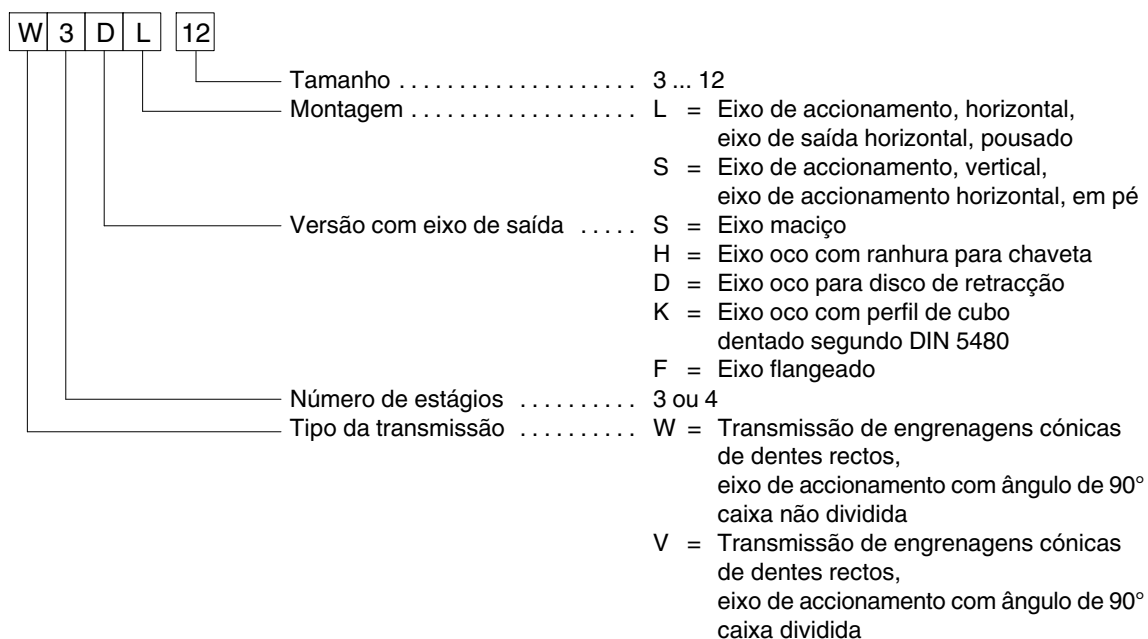 W 3 D L 12
Tamanho . . . . . . . . . . . . . . . . . . . . 3 ... 12
Montagem . . . . . . . . . . . . . . . . . . . L = Eixo de accionamento, horizontal,
eixo de saída horizontal, pousado
S = Eixo de accionamento, vertical,
eixo de accionamento horizontal, em pé
Versão com eixo de saída . . . . . S = Eixo maciço
H = Eixo oco com ranhura para chaveta
D = Eixo oco para disco de retracção
K = Eixo oco com perfil de cubo
dentado segundo DIN 5480
F = Eixo flangeado
Número de estágios . . . . . . . . . . 3 ou 4
Tipo da transmissão . . . . . . . . . . W = Transmissão de engrenagens cónicas
de dentes rectos,
eixo de accionamento com ângulo de 90°
caixa não dividida
V = Transmissão de engrenagens cónicas
de dentes rectos,
eixo de accionamento com ângulo de 90°
caixa dividida